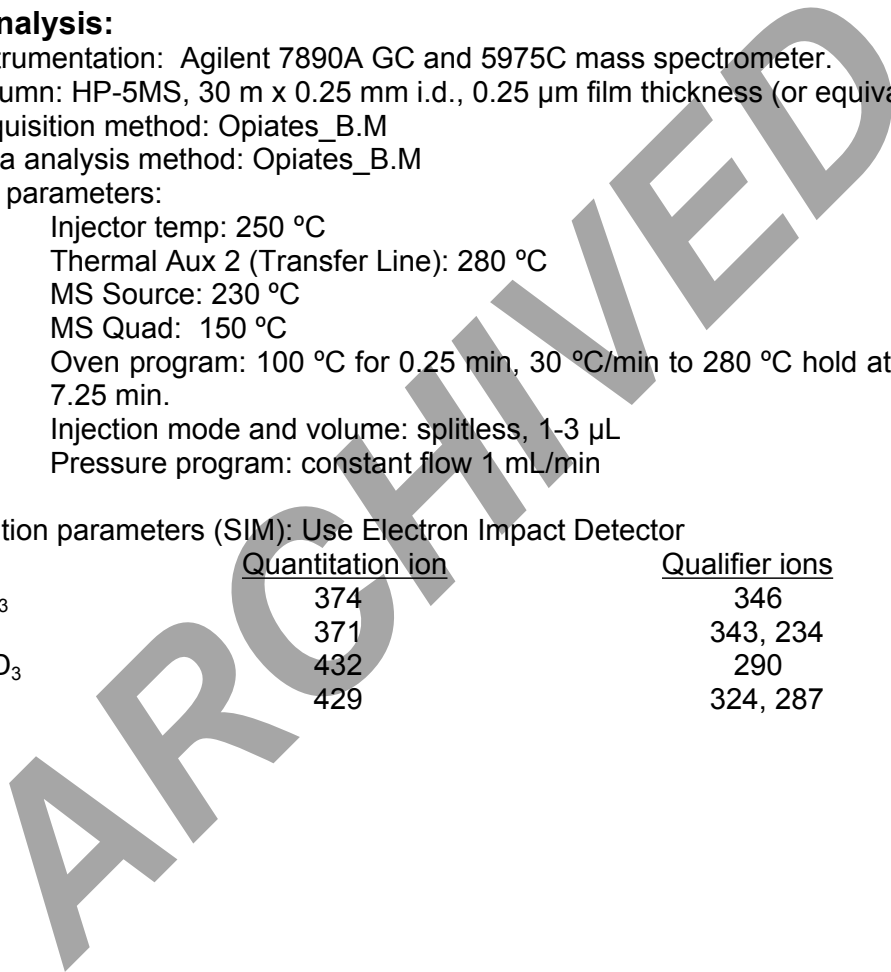 nalysis:
trumentation: Agilent 7890A GC and 5975C mass spectrometer.
umn: HP-5MS, 30 m x 0.25 mm i.d., 0.25 µm film thickness (or equiva
quisition method: Opiates_B.M
a analysis method: Opiates_B.M
parameters:
Injector temp: 250 ºC
Thermal Aux 2 (Transfer Line): 280 ºC
MS Source: 230 ºC
MS Quad: 150 ºC
Oven program: 100 ºC for 0.25 min, 30 ºC/min to 280 ºC hold at
7.25 min.
Injection mode and volume: splitless, 1-3 µL
Pressure program: constant flow 1 mL/min
tion parameters (SIM): Use Electron Impact Detector
Quantitation ion Qualifier ions
₃ 374 346
371 343, 234
D₃ 432 290
429 324, 287
ARCHIVED